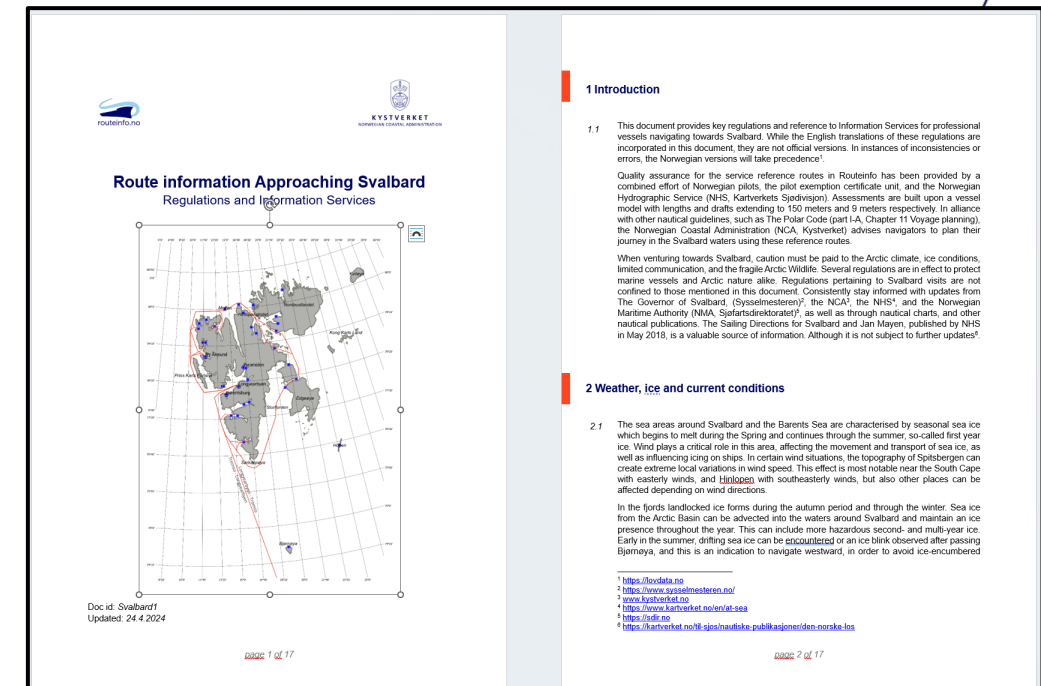 routeinfo.no
KYSTVERKET
NORWEGIAN COASTAL ADMINISTRATION
Route information Approaching Svalbard
Regulations and Information Services
Kong Karls Land
Ny Ålesund
Longyearbyen
Storfjorden
Edgeøya
Hopen
Bjørnøya
Doc id: Svalbard1
Updated: 24.4.2024
page 1 of 17
1 Introduction
1.1 This document provides key regulations and reference to Information Services for professional
vessels navigating towards Svalbard. While the English translations of these regulations are
incorporated in this document, they are not official versions. In instances of inconsistencies or
errors, the Norwegian versions will take precedence¹.
Quality assurance for the service reference routes in Routeinfo has been provided by a
combined effort of Norwegian pilots, the pilot exemption certificate unit, and the Norwegian
Hydrographic Service (NHS, Kartverkets Sjødivisjon). Assessments are built upon a vessel
model with lengths and drafts extending to 150 meters and 9 meters respectively. In alliance
with other nautical guidelines, such as The Polar Code (part I-A, Chapter 11 Voyage planning),
the Norwegian Coastal Administration (NCA, Kystverket) advises navigators to plan their
journey in the Svalbard waters using these reference routes.
When venturing towards Svalbard, caution must be paid to the Arctic climate, ice conditions,
limited communication, and the fragile Arctic Wildlife. Several regulations are in effect to protect
marine vessels and Arctic nature alike. Regulations pertaining to Svalbard visits are not
confined to those mentioned in this document. Consistently stay informed with updates from
The Governor of Svalbard, (Sysselmesteren)², the NCA³, the NHS⁴, and the Norwegian
Maritime Authority (NMA, Sjøfartsdirektoratet)⁵, as well as through nautical charts, and other
nautical publications. The Sailing Directions for Svalbard and Jan Mayen, published by NHS
in May 2018, is a valuable source of information. Although it is not subject to further updates⁶.
2 Weather, ice and current conditions
2.1 The sea areas around Svalbard and the Barents Sea are characterised by seasonal sea ice
which begins to melt during the Spring and continues through the summer, so-called first year
ice. Wind plays a critical role in this area, affecting the movement and transport of sea ice, as
well as influencing icing on ships. In certain wind situations, the topography of Spitsbergen can
create extreme local variations in wind speed. This effect is most notable near the South Cape
with easterly winds, and Hinlopen with southeasterly winds, but also other places can be
affected depending on wind directions.
In the fjords landlocked ice forms during the autumn period and through the winter. Sea ice
from the Arctic Basin can be advected into the waters around Svalbard and maintain an ice
presence throughout the year. This can include more hazardous second- and multi-year ice.
Early in the summer, drifting sea ice can be encountered or an ice blink observed after passing
Bjørnøya, and this is an indication to navigate westward, in order to avoid ice-encumbered
¹ https://lovdata.no
² https://www.sysselmesteren.no/
³ www.kystverket.no
⁴ https://www.kartverket.no/en/at-sea
⁵ https://sdir.no
⁶ https://kartverket.no/til-sjos/nautiske-publikasjoner/den-norske-los
page 2 of 17